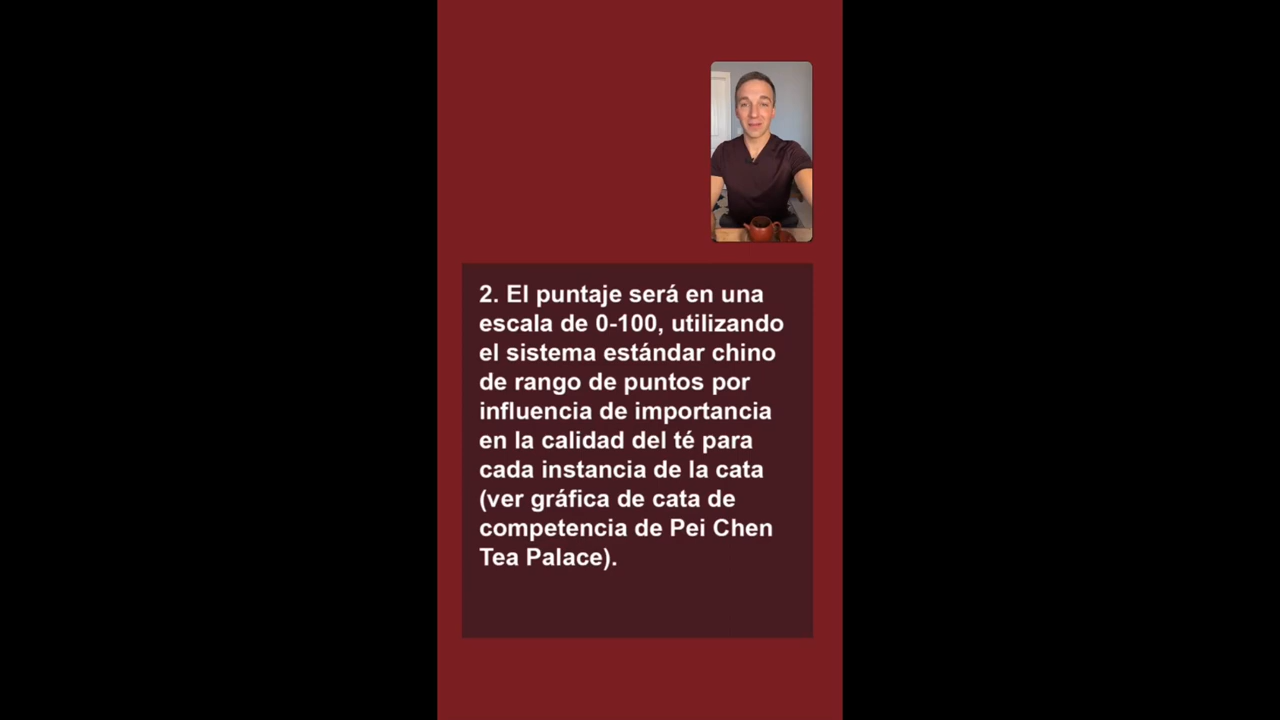 2. El puntaje será en una
escala de 0-100, utilizando
el sistema estándar chino
de rango de puntos por
influencia de importancia
en la calidad del té para
cada instancia de la cata
(ver gráfica de cata de
competencia de Pei Chen
Tea Palace).